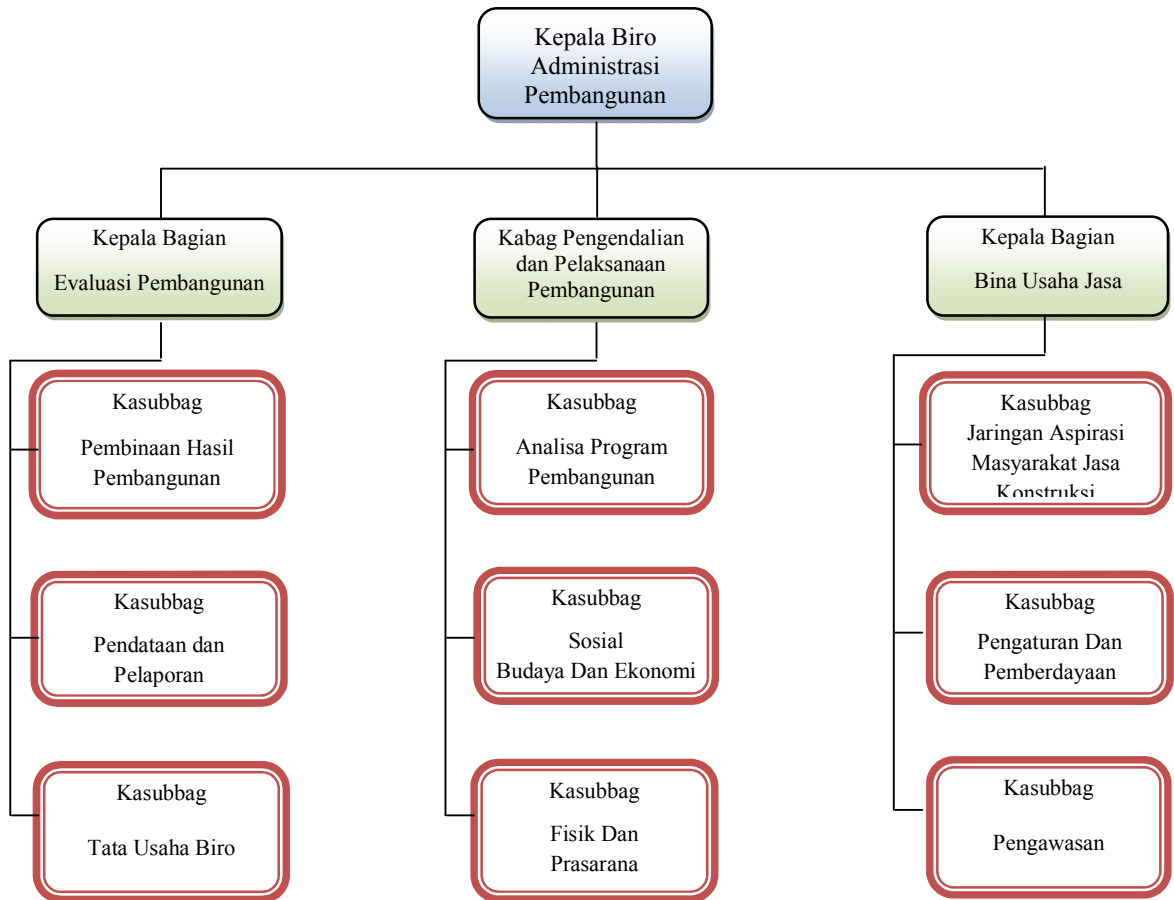 Kepala Biro
Administrasi
Pembangunan
Kepala Bagian
Evaluasi Pembangunan
Kabag Pengendalian
dan Pelaksanaan
Pembangunan
Kepala Bagian
Bina Usaha Jasa
Kasubbag
Pembinaan Hasil
Pembangunan
Kasubbag
Analisa Program
Pembangunan
Kasubbag
Jaringan Aspirasi
Masyarakat Jasa
Konstruksi
Kasubbag
Pendataan dan
Pelaporan
Kasubbag
Sosial
Budaya Dan Ekonomi
Kasubbag
Pengaturan Dan
Pemberdayaan
Kasubbag
Tata Usaha Biro
Kasubbag
Fisik Dan
Prasarana
Kasubbag
Pengawasan